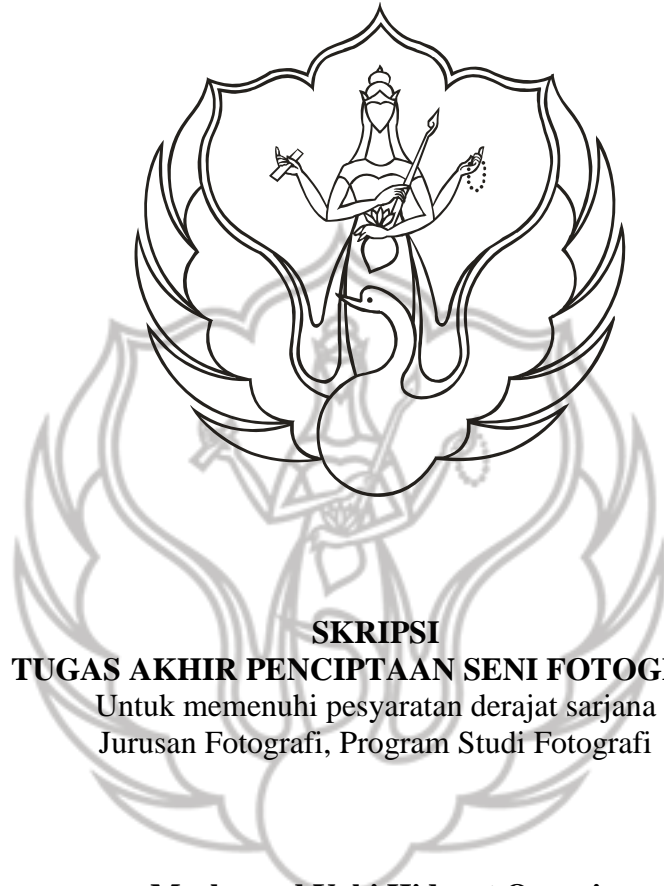 SKRIPSI
TUGAS AKHIR PENCIPTAAN SENI
Untuk memenuhi pesyaratan derajat sarjana
Jurusan Fotografi, Program Studi Fotografi